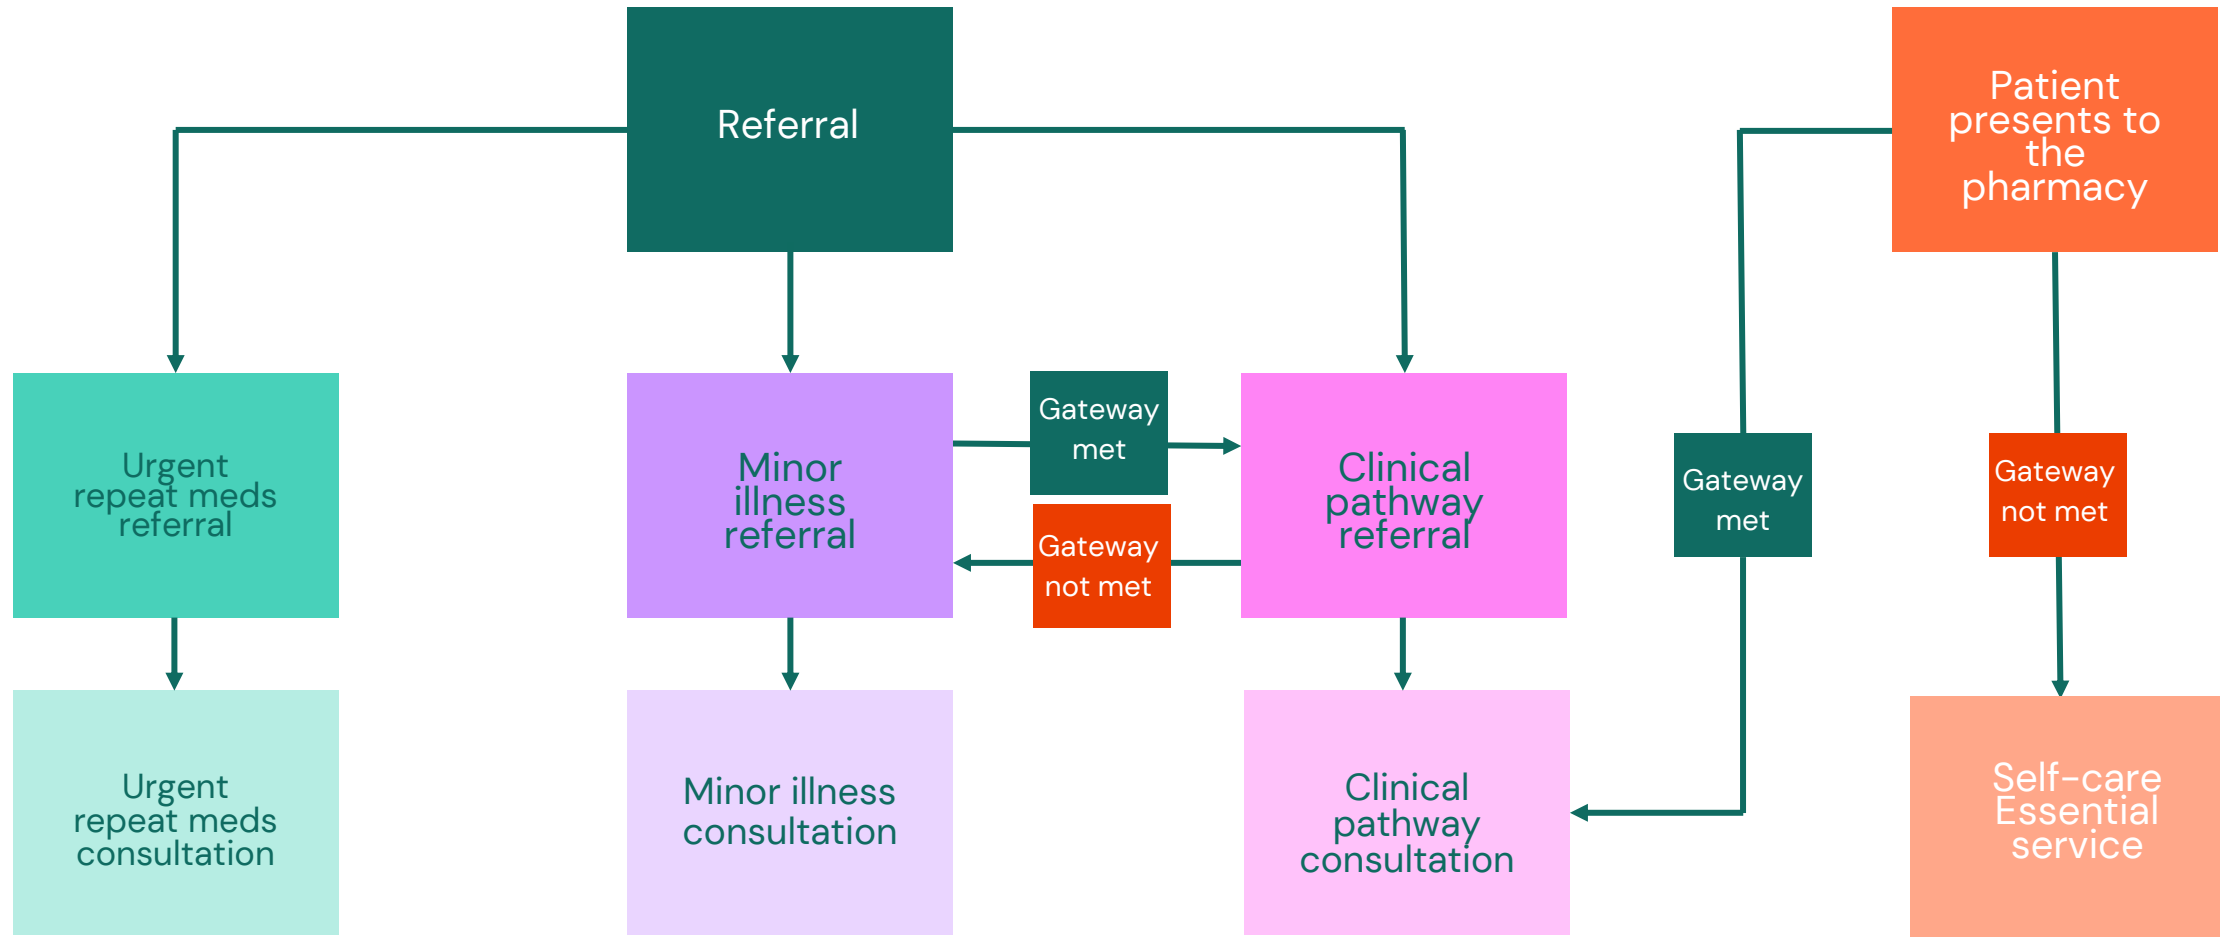 Referral
Patient
presents to
the
pharmacy
Urgent
repeat meds
referral
Minor
illness
referral
Gateway
met
Gateway
not met
Clinical
pathway
referral
Gateway
met
Gateway
not met
Urgent
repeat meds
consultation
Minor illness
consultation
Clinical
pathway
consultation
Self-care
Essential
service